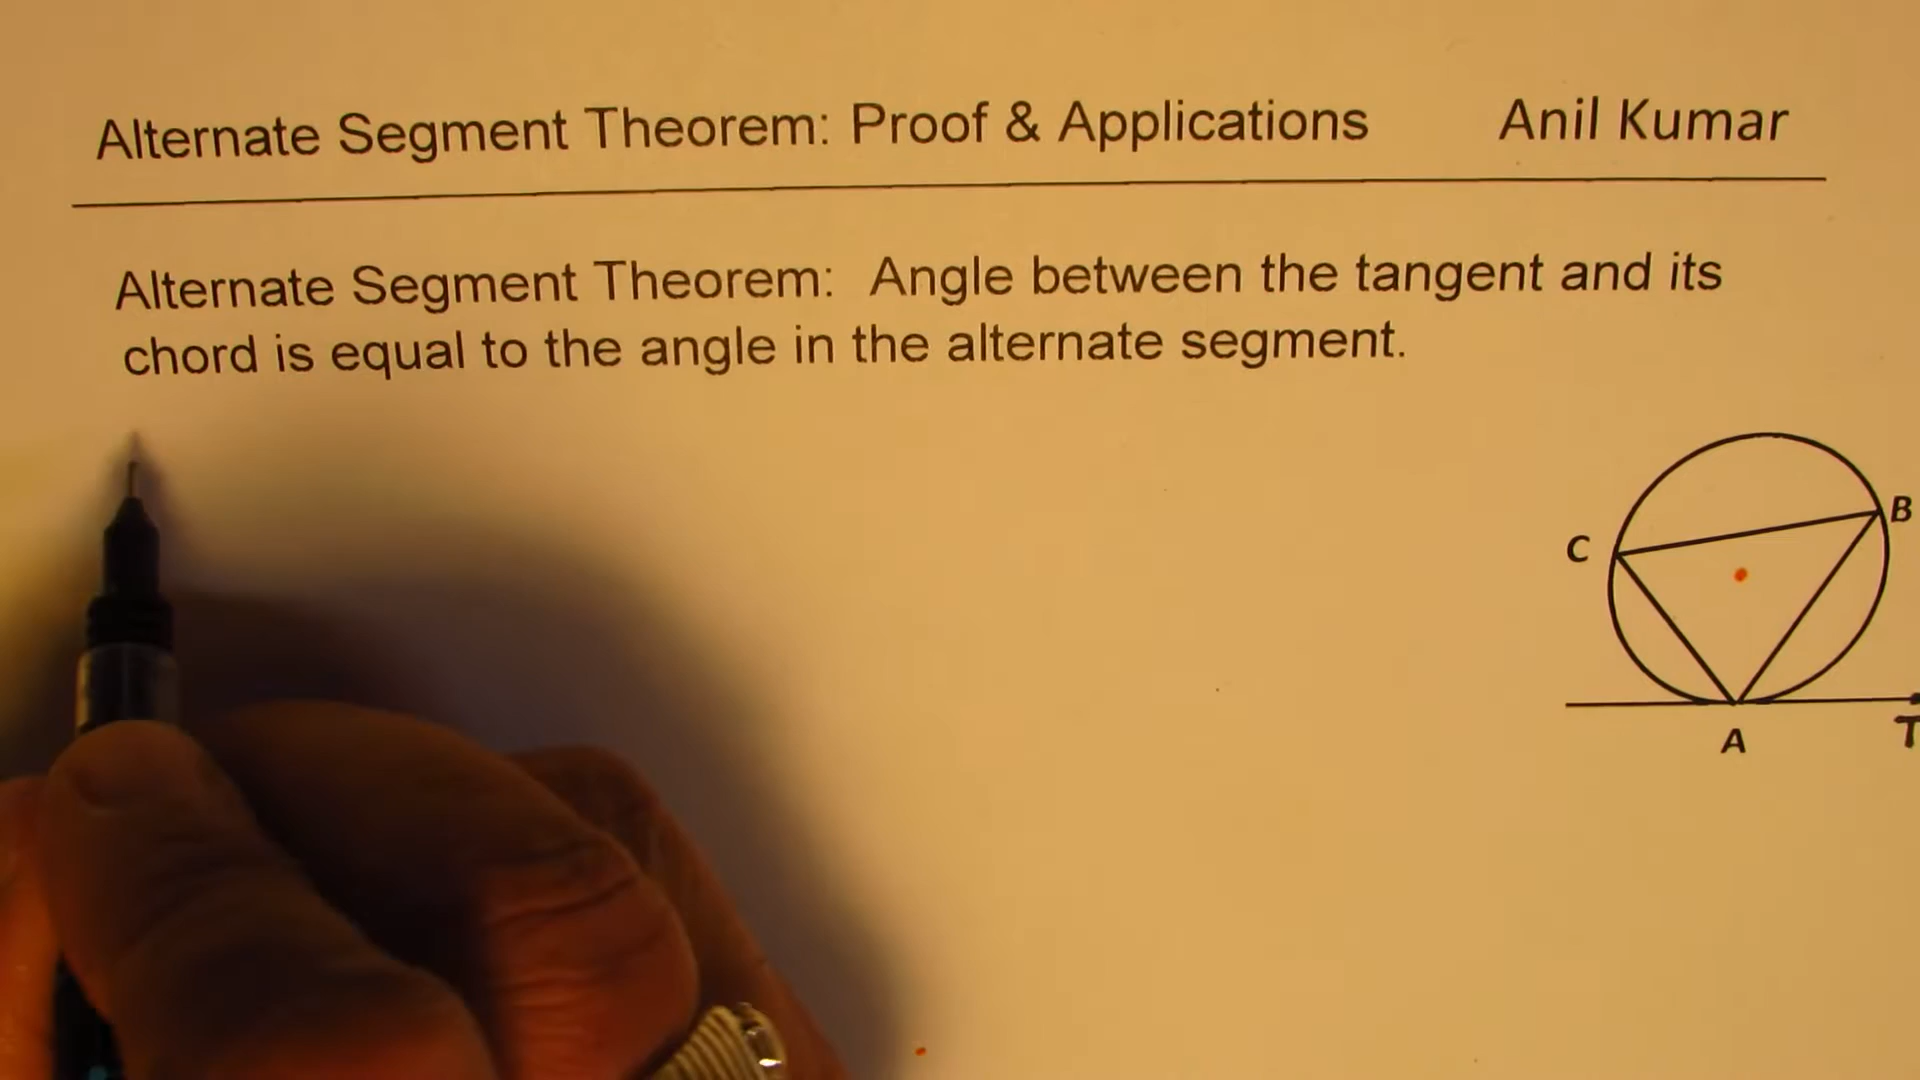 Alternate Segment Theorem: Proof & Applications Anil Kumar
Alternate Segment Theorem: Angle between the tangent and its
chord is equal to the angle in the alternate segment.
B
C
A
T